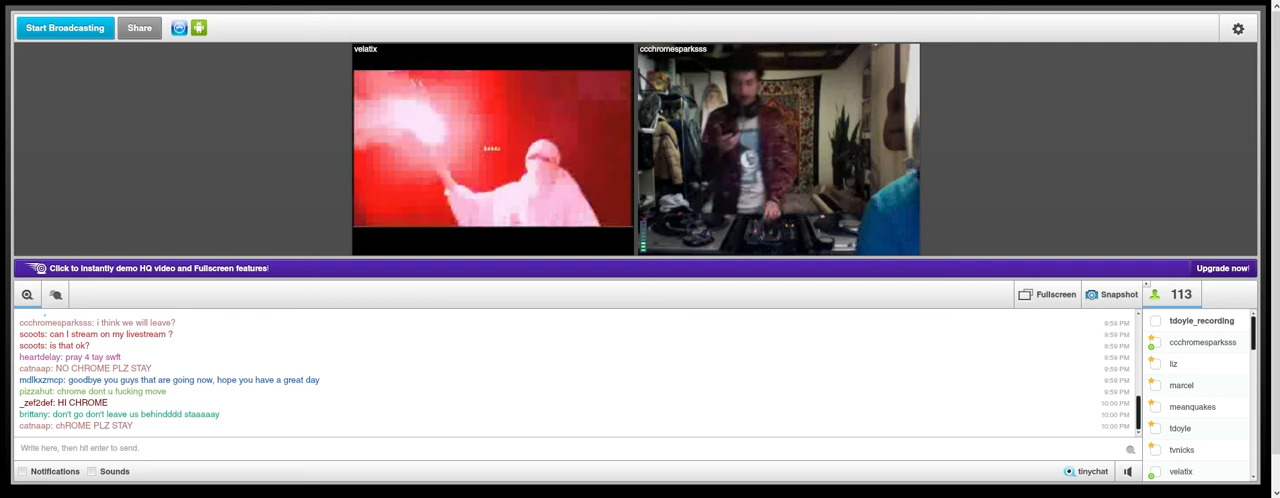 Start Broadcasting
Share
velatix
ccchromesparksss
Click to instantly demo HQ video and Fullscreen features!
Upgrade now!
Fullscreen
Snapshot
113
ccchromesparksss: i think we will leave? 9:59 PM
scoots: can I stream on my livestream ? 9:59 PM
scoots: is that ok? 9:59 PM
heartdelay: pray 4 tay swft 9:59 PM
catnaap: NO CHROME PLZ STAY 9:59 PM
mdlkxzmcp: goodbye you guys that are going now, hope you have a great day 9:59 PM
pizzahut: chrome dont u fucking move 9:59 PM
_zef2def: HI CHROME 10:00 PM
brittany: don't go don't leave us behindddd staaaaay 10:00 PM
catnaap: chROME PLZ STAY 10:00 PM
tdoyle_recording
ccchromesparksss
liz
marcel
meanquakes
tdoyle
tvnicks
velatix
Write here, then hit enter to send.
Notifications
Sounds
tinychat